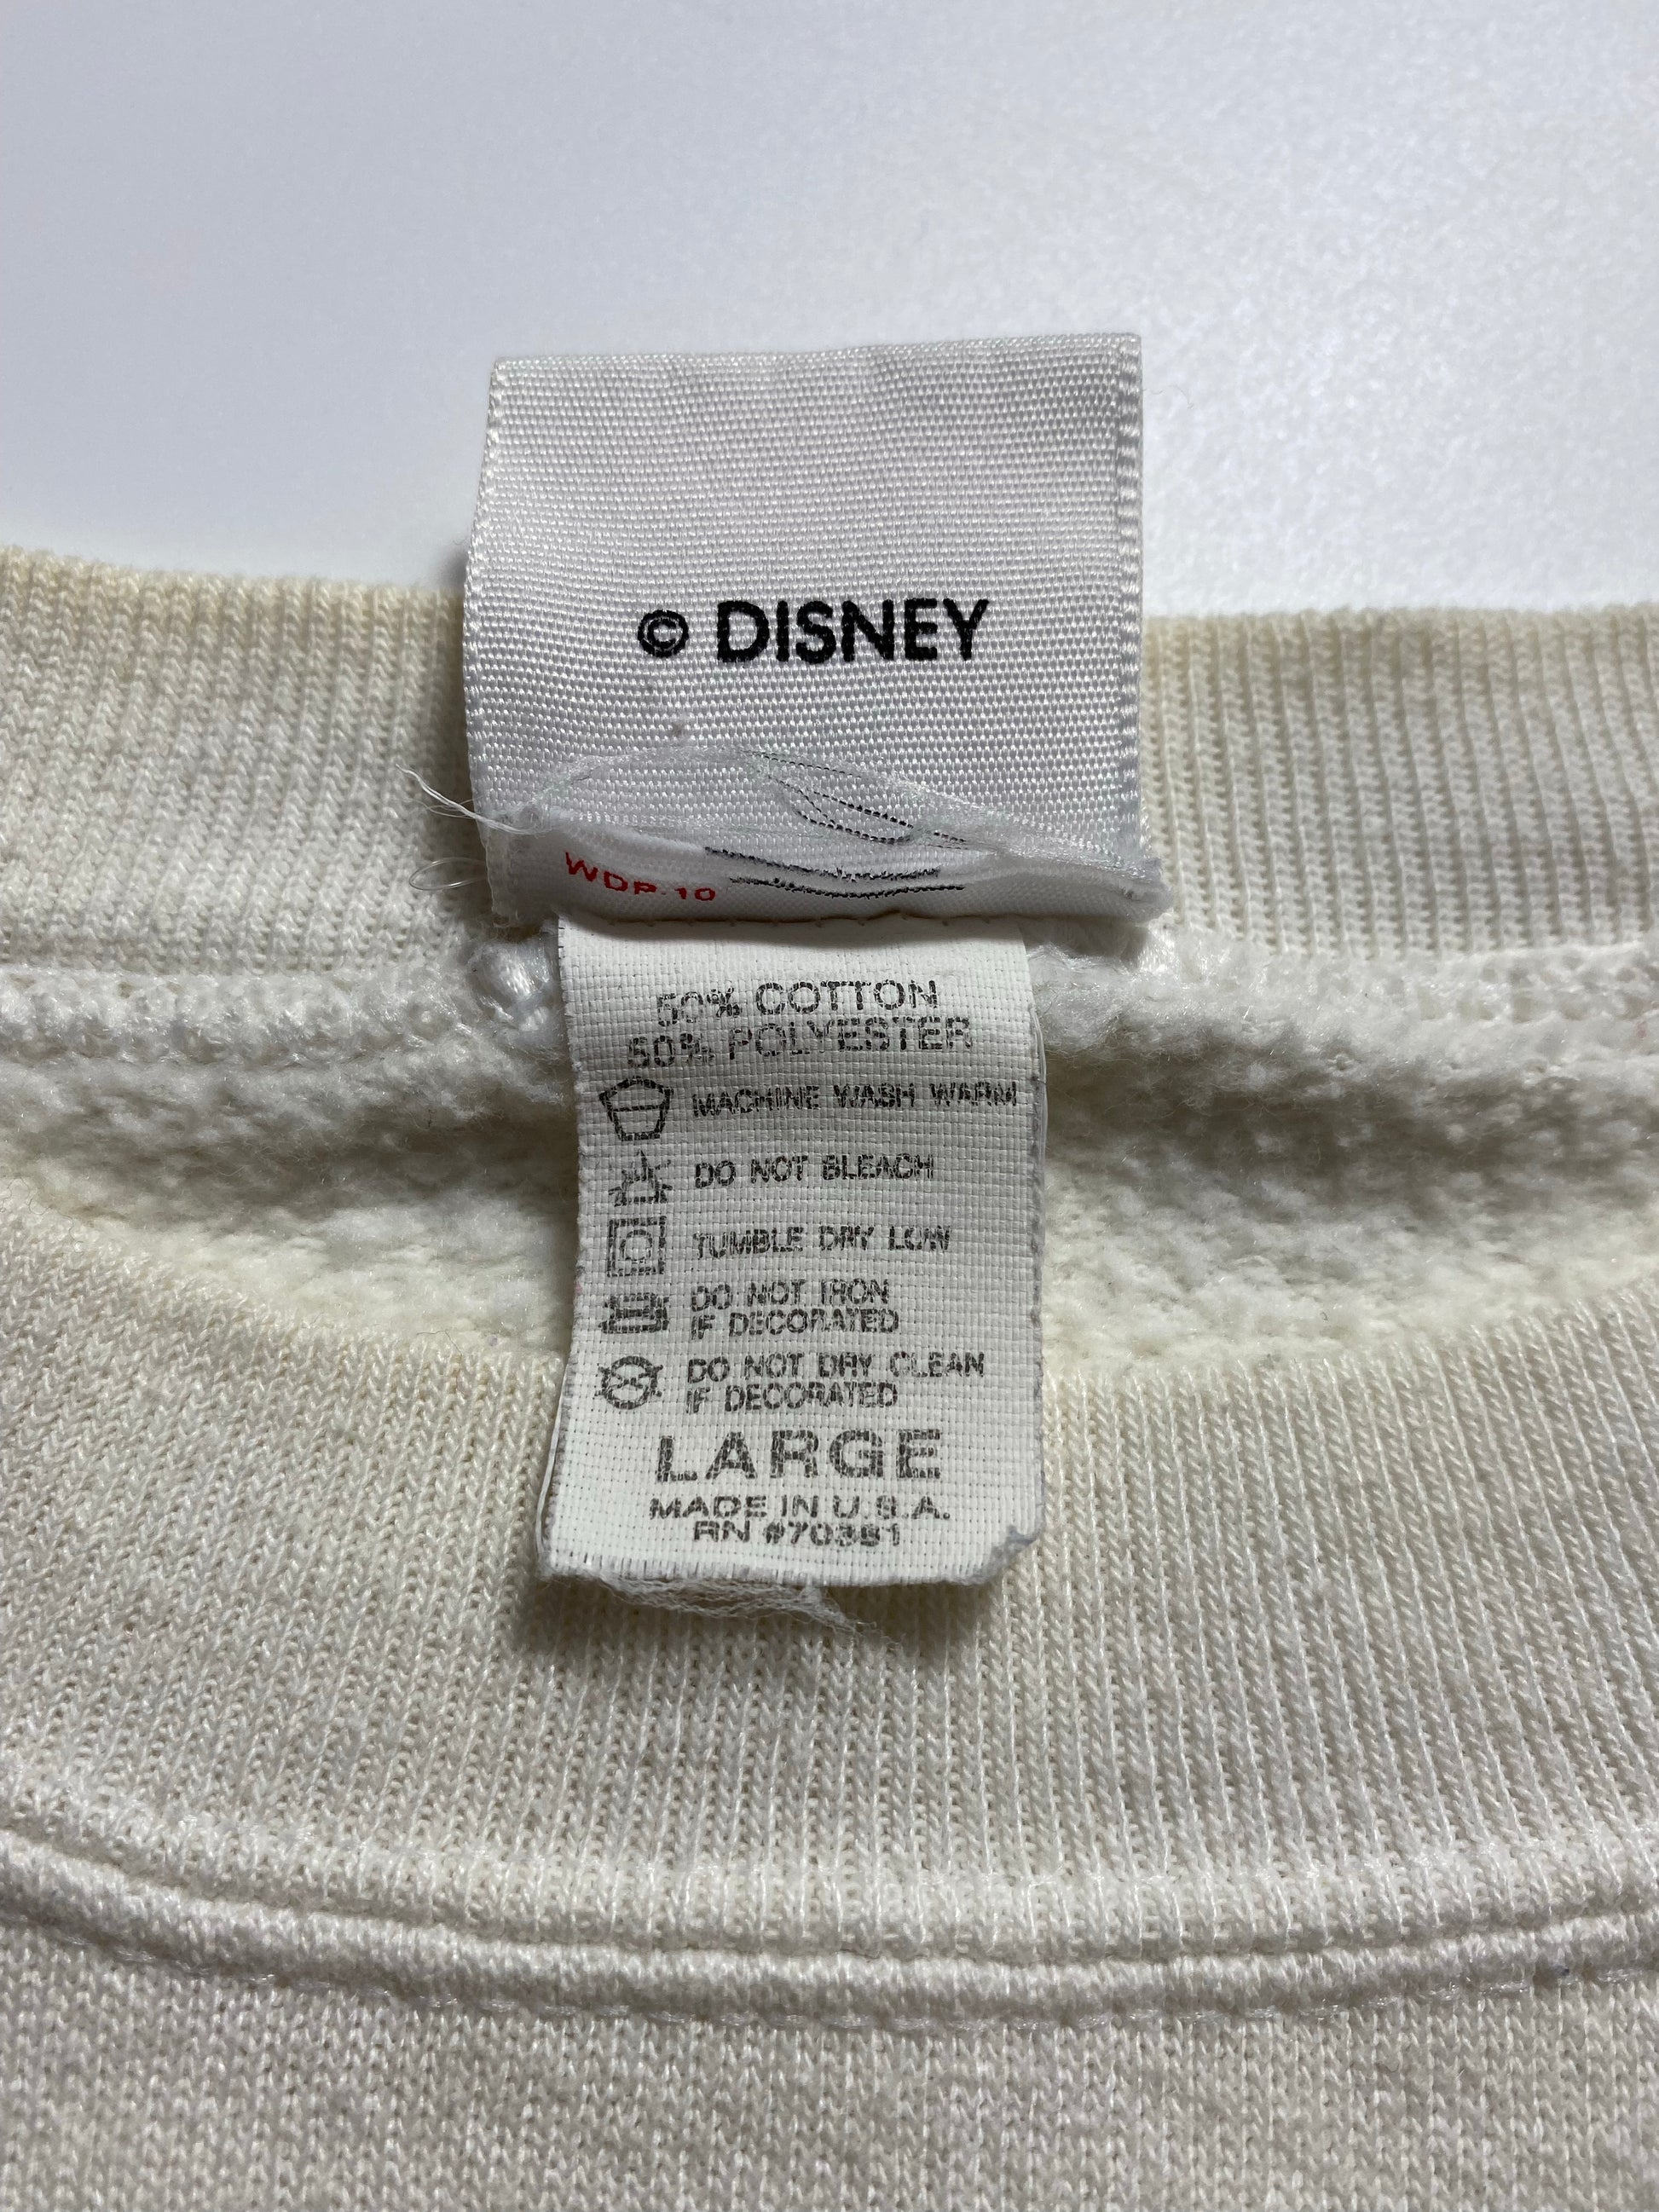 © DISNEY
WDP-10
50% COTTON
50% POLYESTER
MACHINE WASH WARM
DO NOT BLEACH
TUMBLE DRY LOW
DO NOT IRON
IF DECORATED
DO NOT DRY CLEAN
IF DECORATED
LARGE
MADE IN U.S.A.
RN #70381